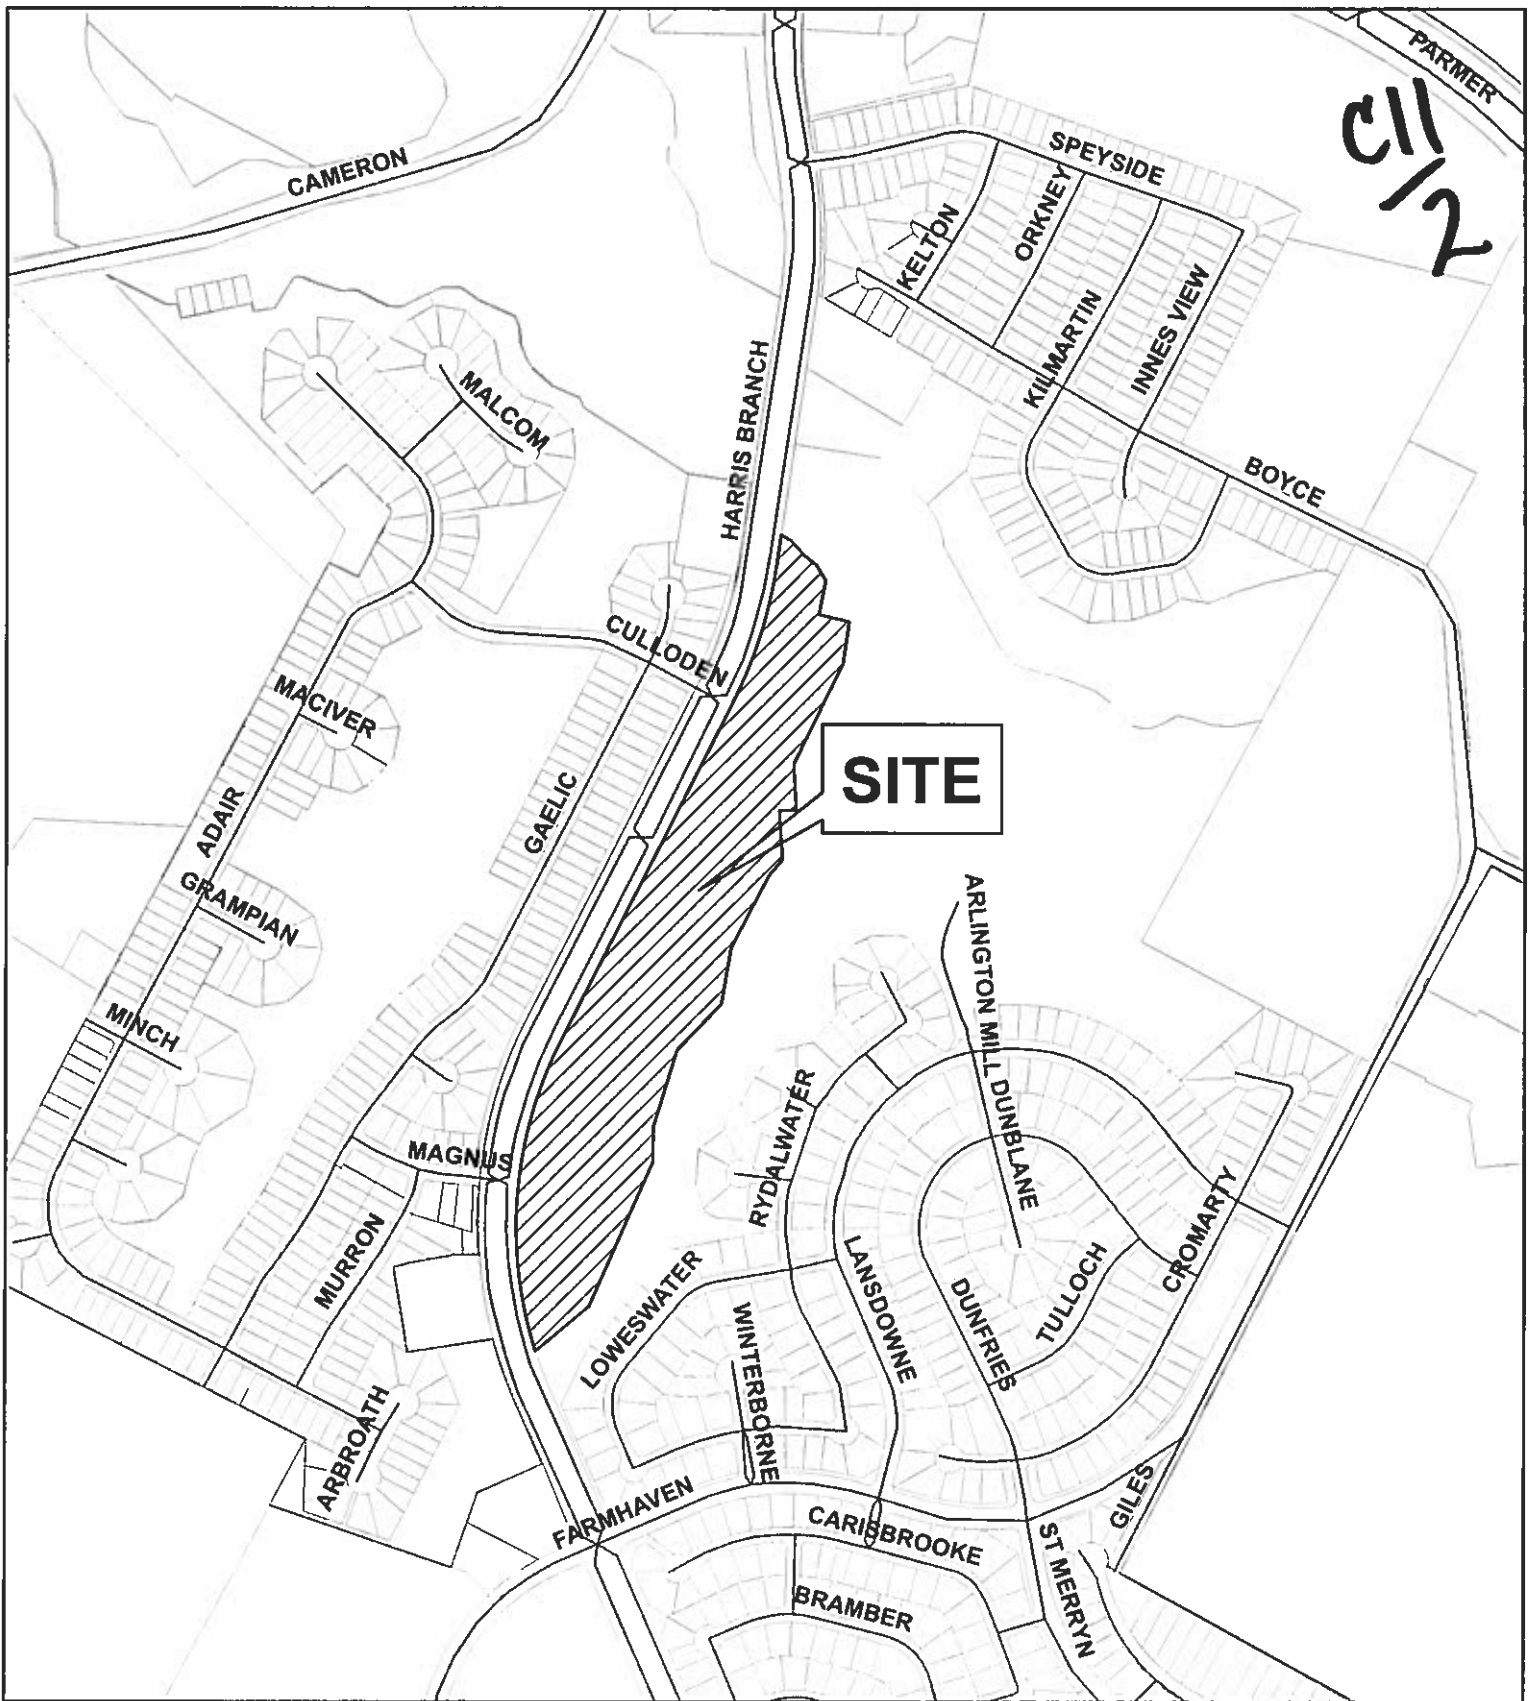 PARMER
C11
/2
CAMERON
SPEYSIDE
ORKNEY
KELTON
KILMARTIN
INNES VIEW
HARRIS BRANCH
MALCOM
BOYCE
CULLODEN
MACIVER
SITE
ADAIR
GAELIC
GRAMPIAN
ARLINGTON MILL
MINCH
DUNBLANE
RYDALWATER
MAGNUS
CROMARTY
MURRON
LOWESWATER
LANSDOWNE
TULLOCH
DUNFRIES
WINTERBORNE
ARBROATH
GILES
FARMHAVEN
CARISBROOKE
ST MERRYN
BRAMBER